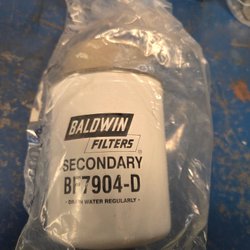 BALDWIN
FILTERS®
SECONDARY
BF7904-D
· DRAIN WATER REGULARLY ·